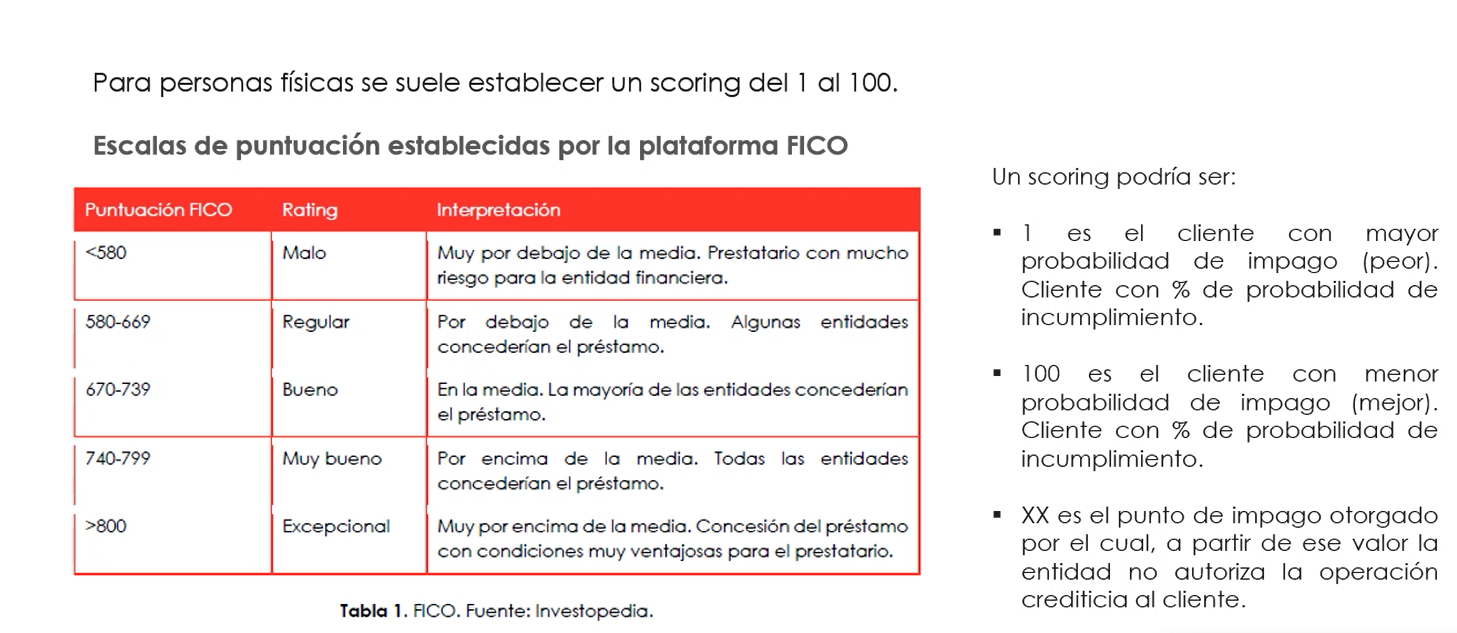 Para personas físicas se suele establecer un scoring del 1 al 100.
Escalas de puntuación establecidas por la plataforma FICO
Puntuación FICO Rating Interpretación
<580 Malo Muy por debajo de la media. Prestatario con mucho
riesgo para la entidad financiera.
580-669 Regular Por debajo de la media. Algunas entidades
concederían el préstamo.
670-739 Bueno En la media. La mayoría de las entidades concederían
el préstamo.
740-799 Muy bueno Por encima de la media. Todas las entidades
concederían el préstamo.
>800 Excepcional Muy por encima de la media. Concesión del préstamo
con condiciones muy ventajosas para el prestatario.
Tabla 1. FICO. Fuente: Investopedia.
Un scoring podría ser:
▪ 1 es el cliente con mayor
probabilidad de impago (peor).
Cliente con % de probabilidad de
incumplimiento.
▪ 100 es el cliente con menor
probabilidad de impago (mejor).
Cliente con % de probabilidad de
incumplimiento.
▪ XX es el punto de impago otorgado
por el cual, a partir de ese valor la
entidad no autoriza la operación
crediticia al cliente.